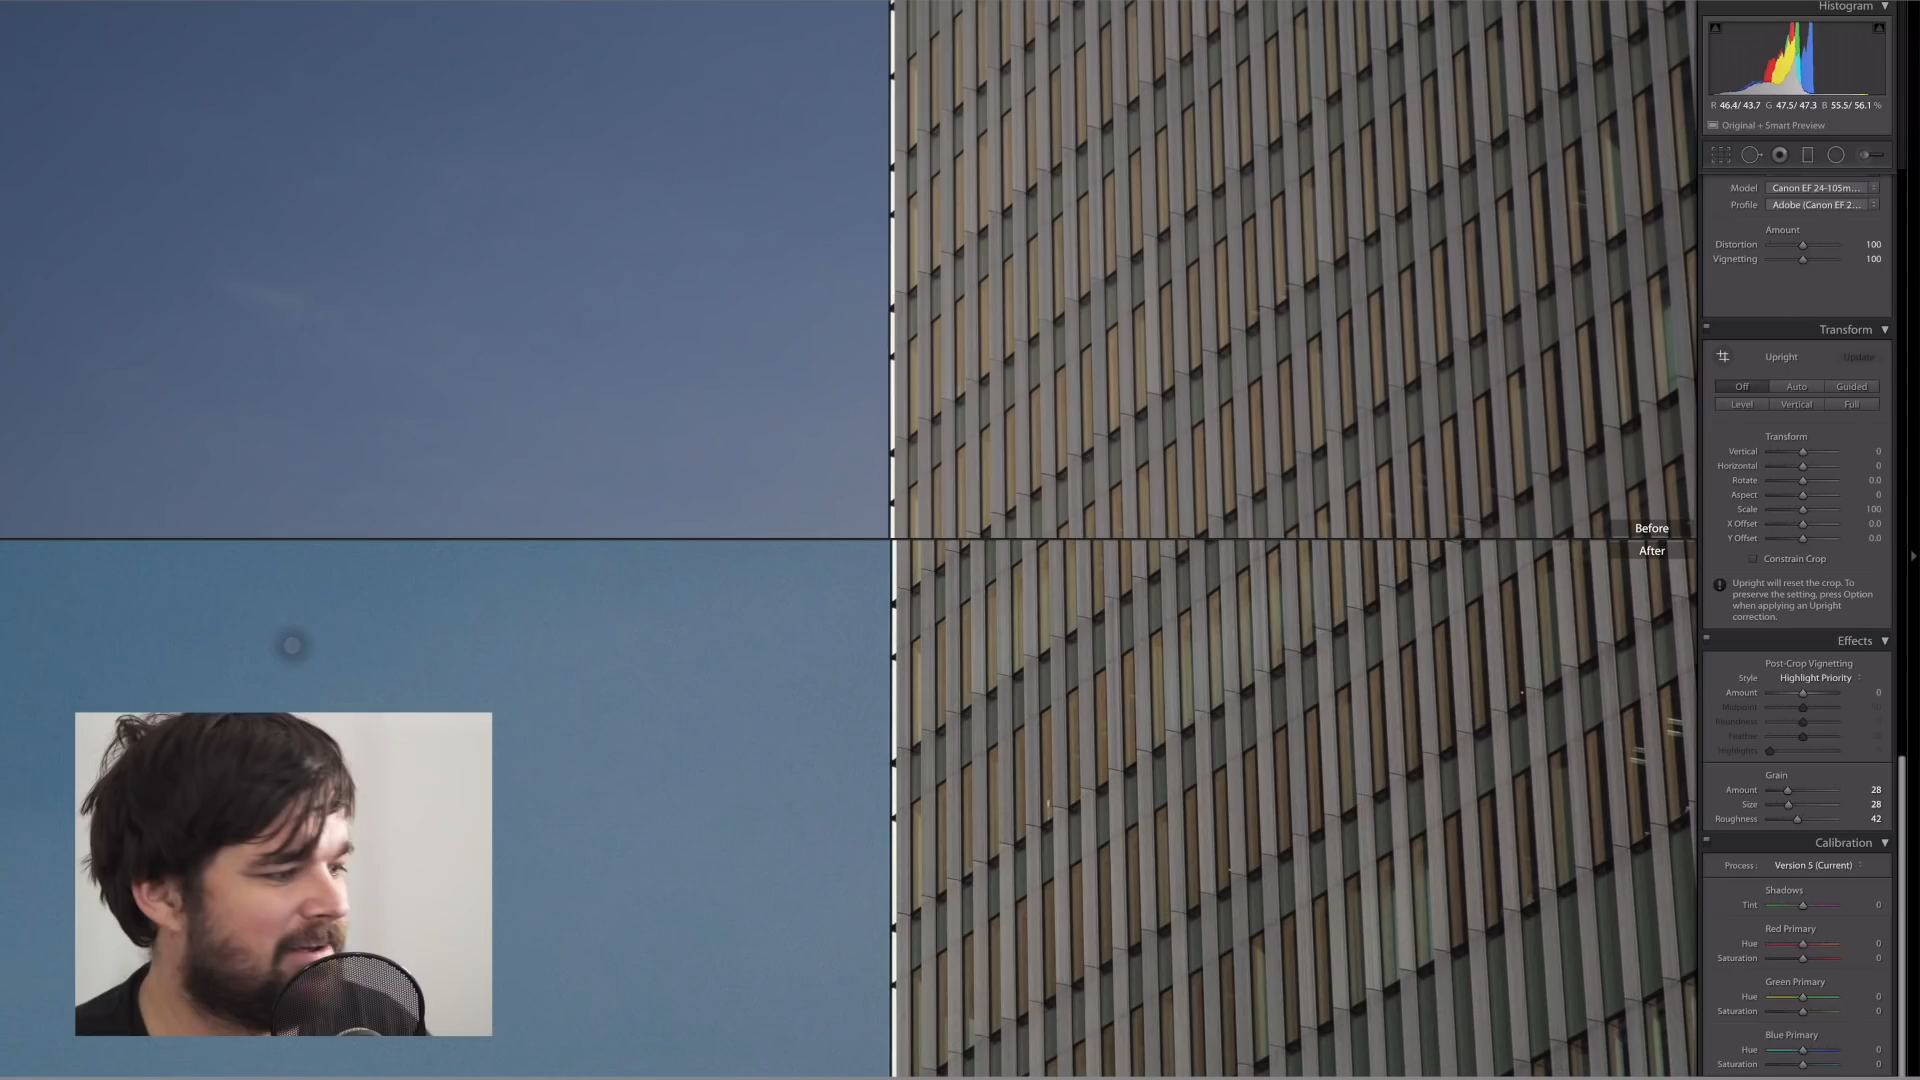 Histogram
R 46.4/ 43.7 G 47.5/ 47.3 B 55.5/ 56.1 %
Original + Smart Preview
Model Canon EF 24-105m...
Profile Adobe (Canon EF 2...
Amount
Distortion 100
Vignetting 100
Transform
Upright Update
Off Auto Guided
Level Vertical Full
Transform
Vertical 0
Horizontal 0
Rotate 0.0
Aspect 0
Scale 100
X Offset 0.0
Y Offset 0.0
Constrain Crop
Upright will reset the crop. To
preserve the setting, press Option
when applying an Upright
correction.
Before
After
Effects
Post-Crop Vignetting
Style Highlight Priority
Amount 0
Midpoint
Roundness
Feather
Highlights
Grain
Amount 28
Size 28
Roughness 42
Calibration
Process : Version 5 (Current)
Shadows
Tint 0
Red Primary
Hue 0
Saturation 0
Green Primary
Hue 0
Saturation 0
Blue Primary
Hue 0
Saturation 0